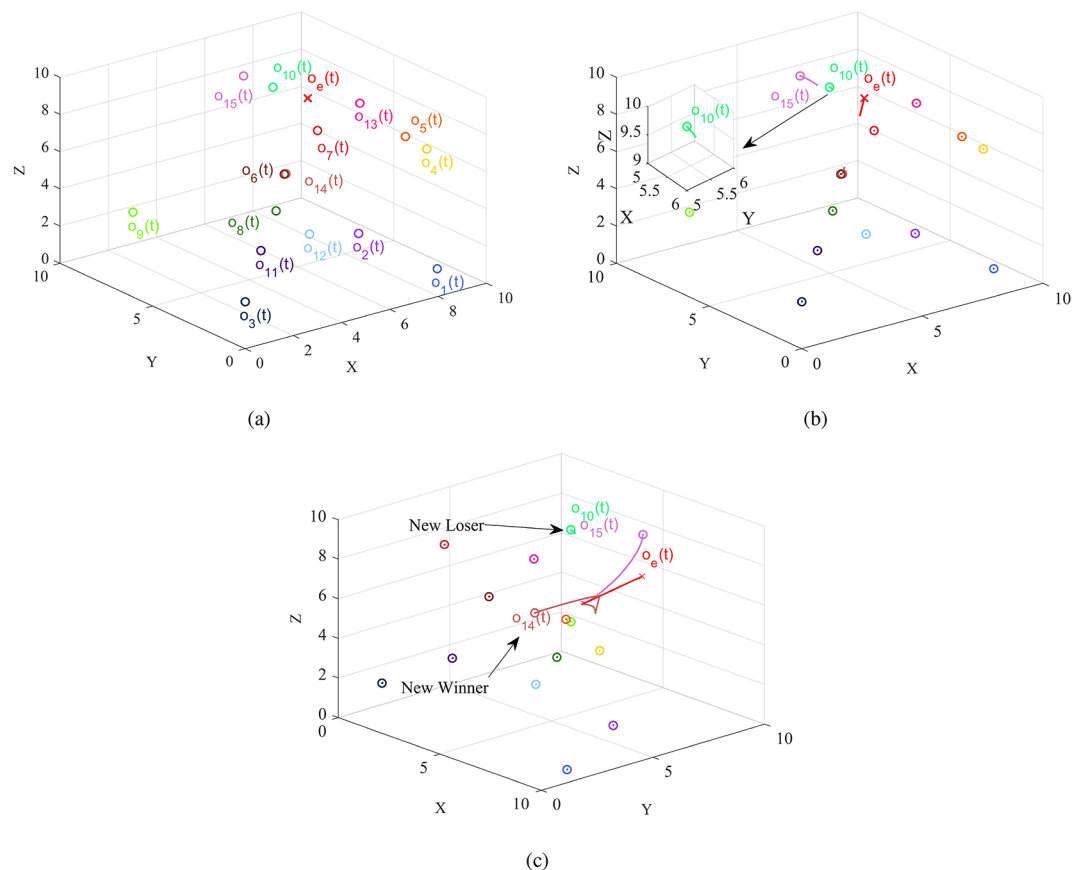 10
8
6
4
2
0
Z
10
5
0
Y
0
2
4
6
8
10
X
o15(t)
o10(t)
oe(t)
o13(t)
o5(t)
o4(t)
o7(t)
o6(t)
o14(t)
o9(t)
o8(t)
o12(t)
o2(t)
o11(t)
o1(t)
o3(t)
(a)
10
8
Z
6
4
2
0
10
5
0
Y
0
5
10
X
o15(t)
o10(t)
oe(t)
10
9.5
9
5
5.5
6
X
5
5.5
6
Y
o10(t)
(b)
10
8
6
4
2
0
Z
0
5
10
X
0
5
10
Y
New Loser
o10(t)
o15(t)
oe(t)
o14(t)
New Winner
(c)